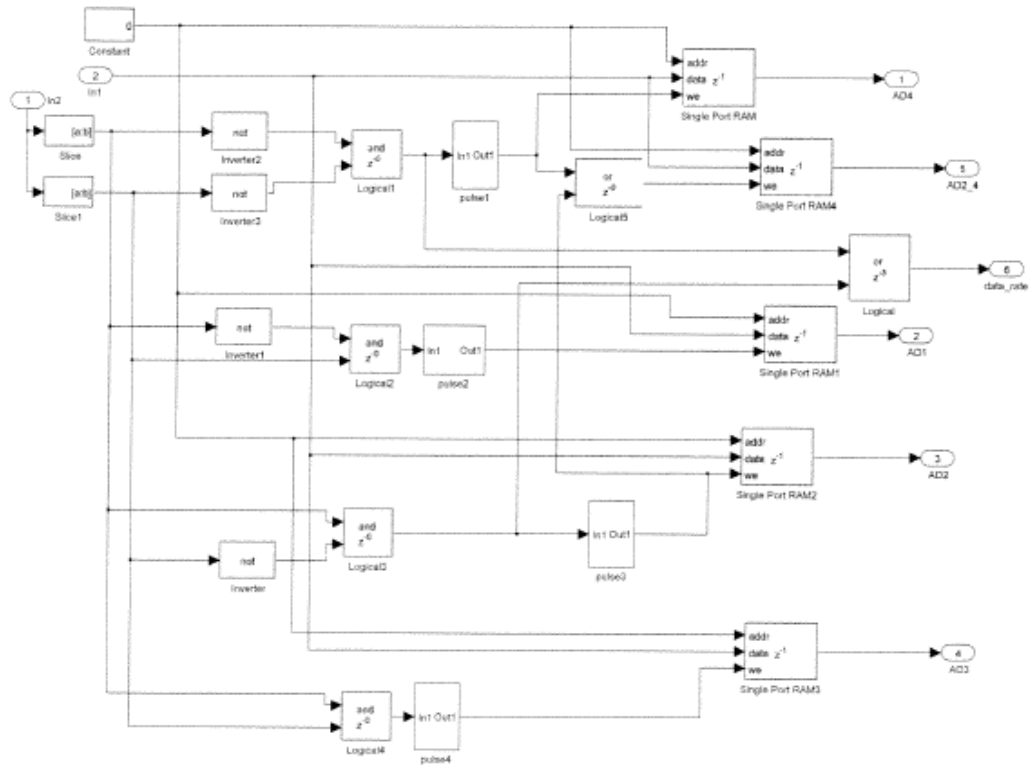 d
Constant
2
In1
1
In2
[a:b]
Slice
[a:b]
Slice1
not
Inverter2
not
Inverter3
and
z⁻⁰
Logical1
In1 Out1
pulse1
or
z⁻⁰
Logical5
addr
data z⁻¹
we
Single Port RAM
1
AD4
addr
data z⁻¹
we
Single Port RAM4
5
AD2_4
or
Logical
6
data_rate
not
Inverter1
and
z⁻⁰
Logical2
In1 Out1
pulse2
addr
data z⁻¹
we
Single Port RAM1
2
AD1
addr
data z⁻¹
we
Single Port RAM2
3
AD2
and
z⁻⁰
Logical3
not
Inverter
In1 Out1
pulse3
addr
data z⁻¹
we
Single Port RAM3
4
AD3
and
z⁻⁰
Logical4
In1 Out1
pulse4